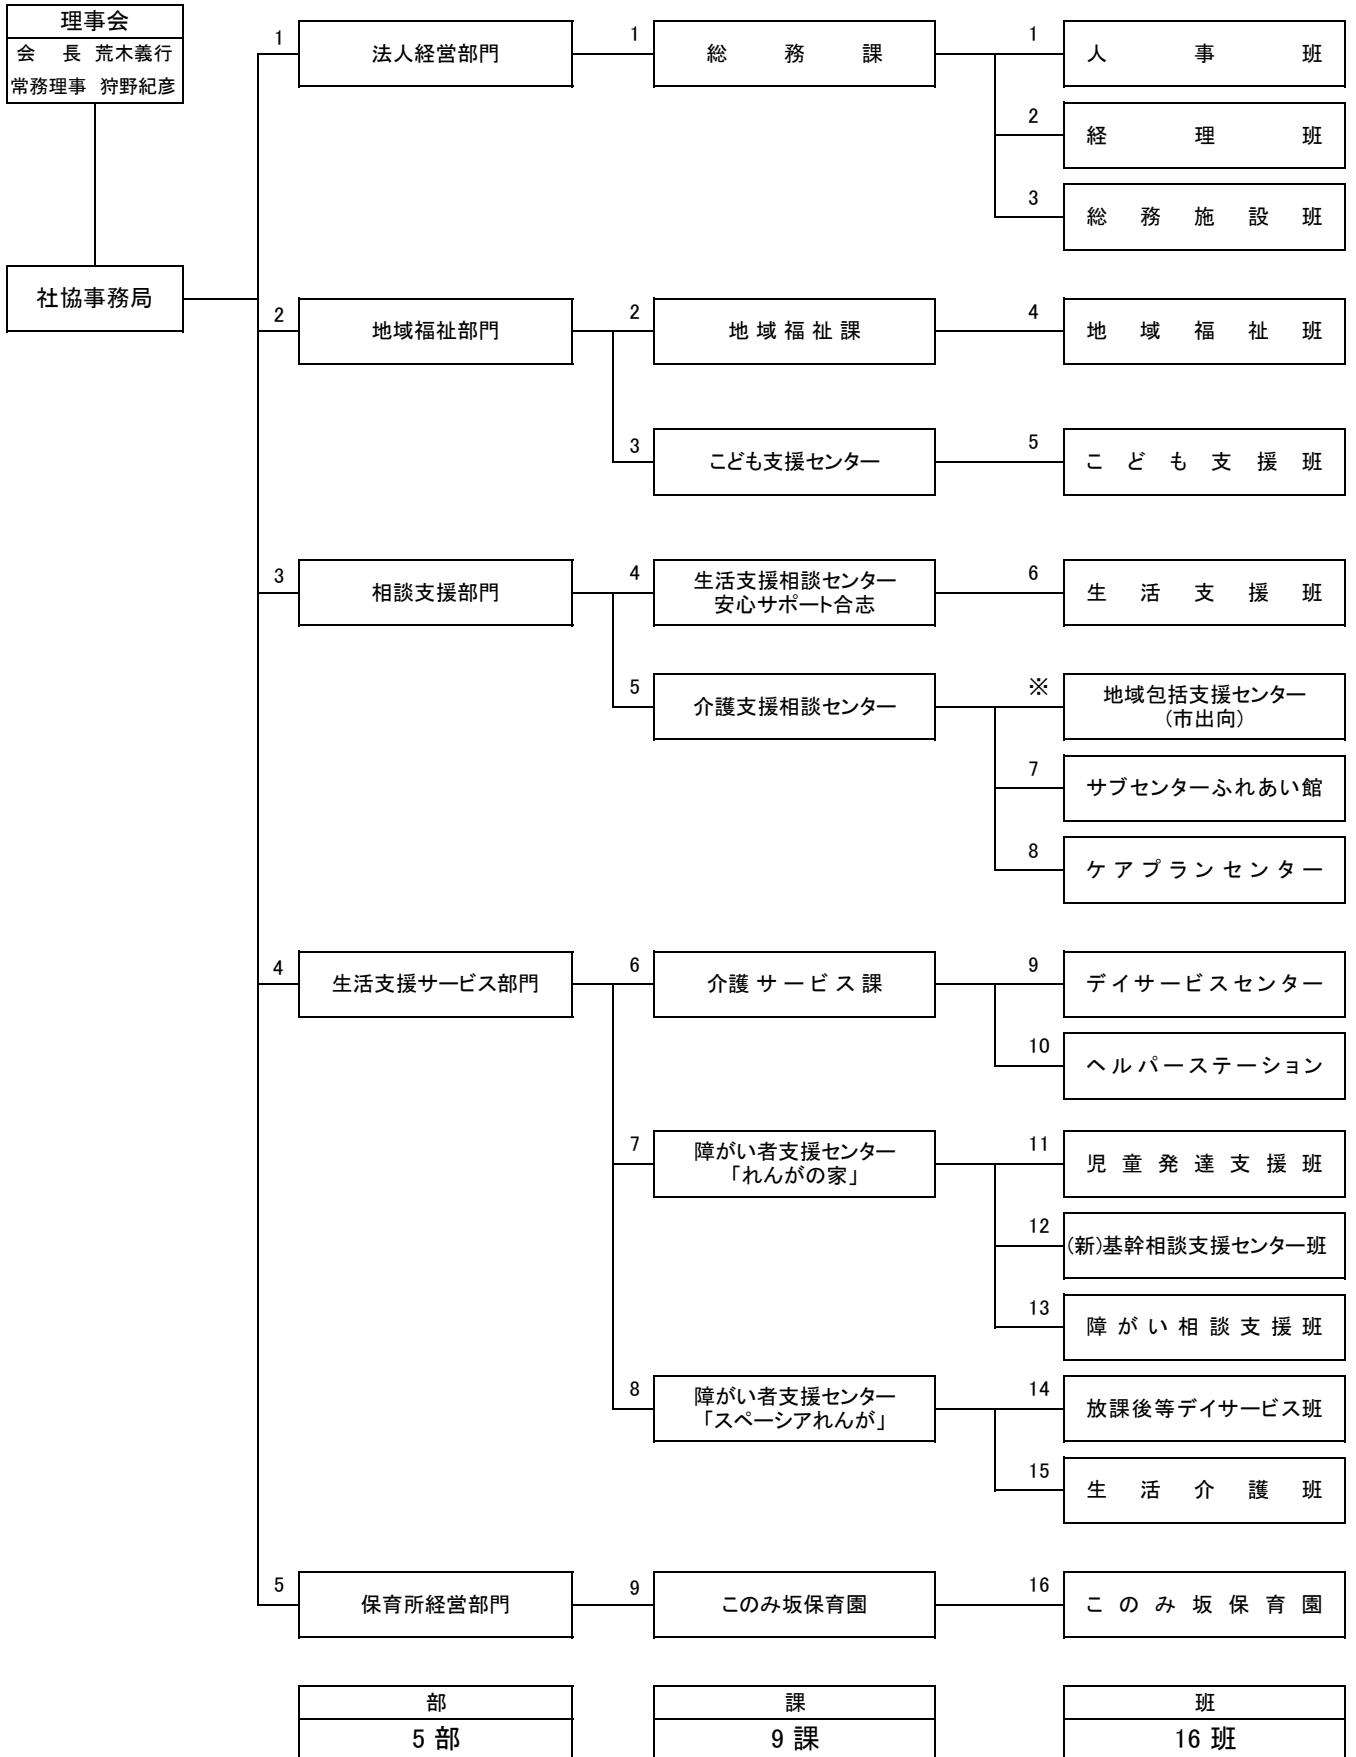 理事会
会 長 荒木義行
常務理事 狩野紀彦
社協事務局
1 法人経営部門
1 総務課
1 人事班
2 経理班
3 総務施設班
2 地域福祉部門
2 地域福祉課
4 地域福祉班
3 こども支援センター
5 こども支援班
3 相談支援部門
4 生活支援相談センター
安心サポート合志
6 生活支援班
5 介護支援相談センター
※ 地域包括支援センター
(市出向)
7 サブセンターふれあい館
8 ケアプランセンター
4 生活支援サービス部門
6 介護サービス課
9 デイサービスセンター
10 ヘルパーステーション
7 障がい者支援センター
「れんがの家」
11 児童発達支援班
12 (新)基幹相談支援センター班
13 障がい相談支援班
8 障がい者支援センター
「スペーシアれんが」
14 放課後等デイサービス班
15 生活介護班
5 保育所経営部門
9 このみ坂保育園
16 このみ坂保育園
部
5 部
課
9 課
班
16 班